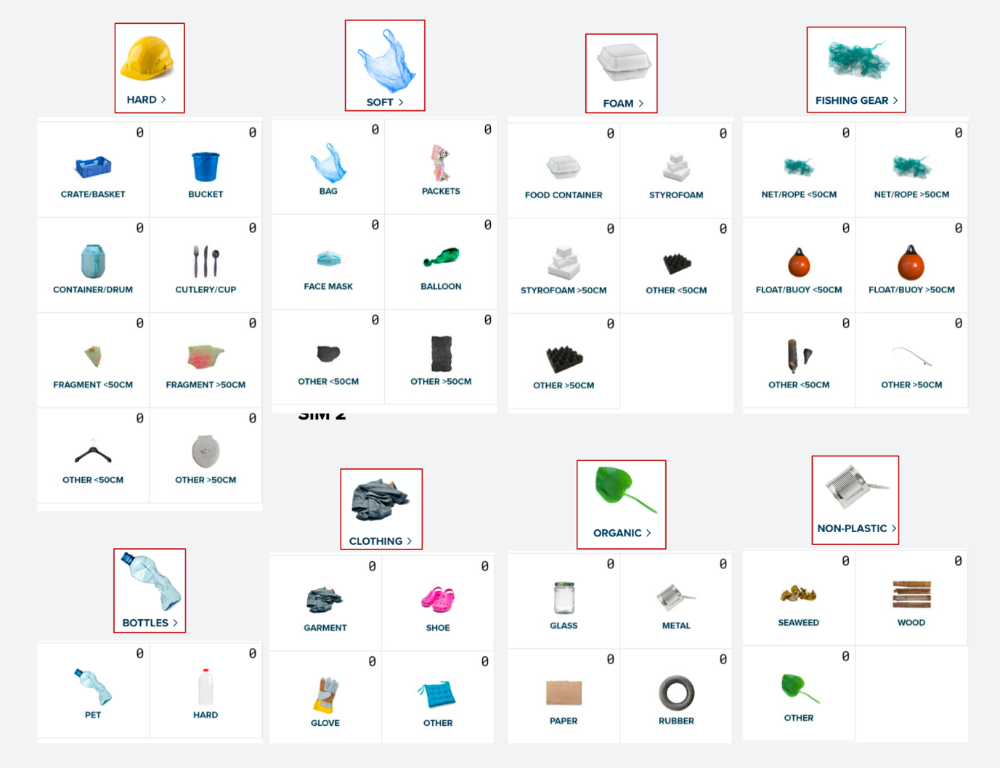 HARD >
0 0
CRATE/BASKET BUCKET
0 0
CONTAINER/DRUM CUTLERY/CUP
0 0
FRAGMENT <50CM FRAGMENT >50CM
0 0
OTHER <50CM OTHER >50CM
SOFT >
0 0
BAG PACKETS
0 0
FACE MASK BALLOON
0 0
OTHER <50CM OTHER >50CM
FOAM >
0 0
FOOD CONTAINER STYROFOAM
0 0
STYROFOAM >50CM OTHER <50CM
0
OTHER >50CM
FISHING GEAR >
0 0
NET/ROPE <50CM NET/ROPE >50CM
0 0
FLOAT/BUOY <50CM FLOAT/BUOY >50CM
0 0
OTHER <50CM OTHER >50CM
SIM 2
BOTTLES >
0 0
PET HARD
CLOTHING >
0 0
GARMENT SHOE
0 0
GLOVE OTHER
ORGANIC >
0 0
GLASS METAL
0 0
PAPER RUBBER
NON-PLASTIC >
0 0
SEAWEED WOOD
0
OTHER